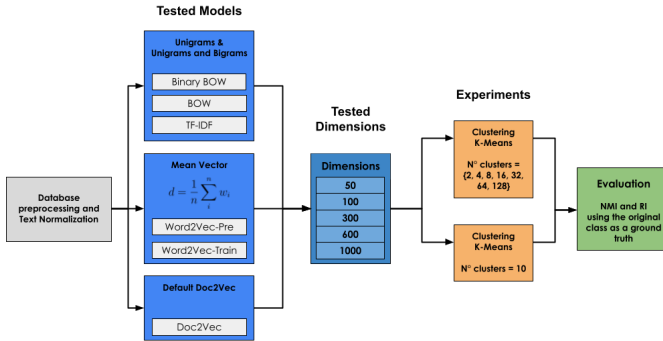 Tested Models
Unigrams &
Unigrams and Bigrams
Binary BOW
BOW
TF-IDF
Database
preprocessing and
Text Normalization
Mean Vector
d = \frac{1}{n} \sum_{i}^{n} w_i
Word2Vec-Pre
Word2Vec-Train
Default Doc2Vec
Doc2Vec
Tested
Dimensions
Dimensions
50
100
300
600
1000
Experiments
Clustering
K-Means
N° clusters =
{2, 4, 8, 16, 32,
64, 128}
Clustering
K-Means
N° clusters = 10
Evaluation
NMI and RI
using the original
class as a ground
truth